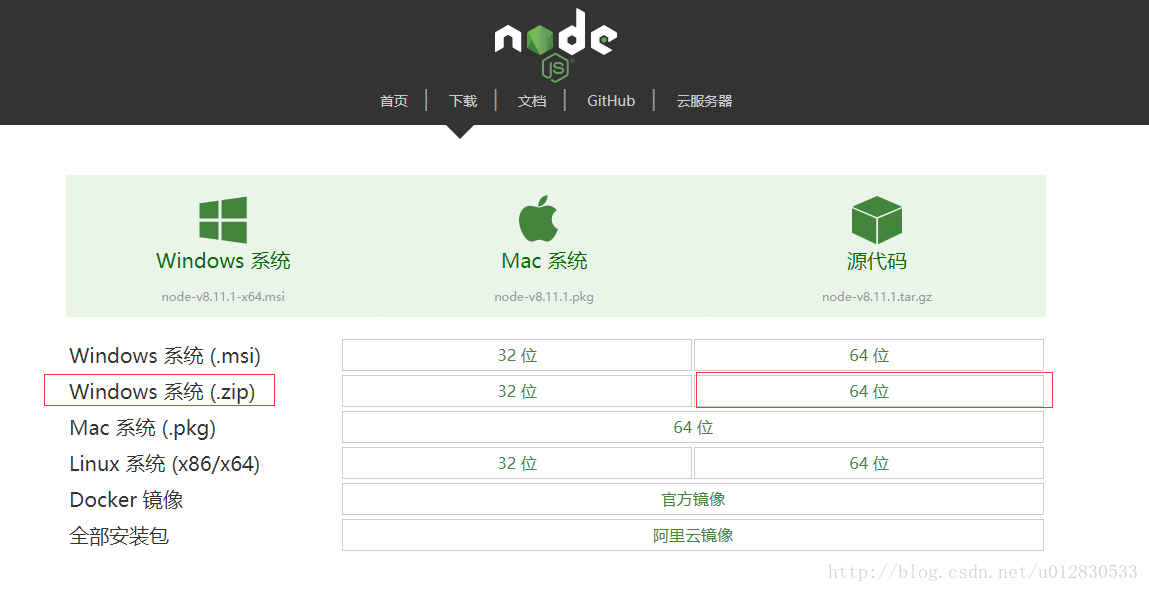 node
JS
首页 下载 文档 GitHub 云服务器
Windows 系统 Mac 系统 源代码
node-v8.11.1-x64.msi node-v8.11.1.pkg node-v8.11.1.tar.gz
Windows 系统 (.msi) 32 位 64 位
Windows 系统 (.zip) 32 位 64 位
Mac 系统 (.pkg) 64 位
Linux 系统 (x86/x64) 32 位 64 位
Docker 镜像 官方镜像
全部安装包 阿里云镜像
http://blog.csdn.net/u012830533